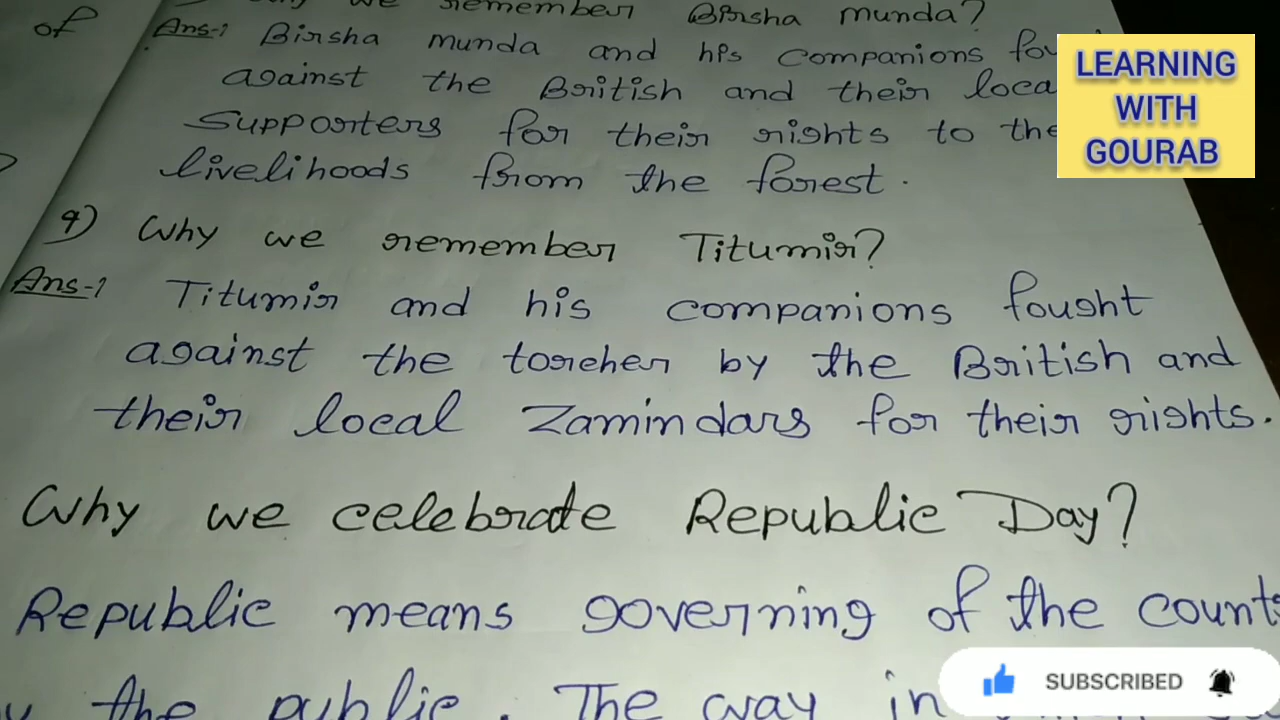 we remember Birsha munda?
of
Ans-1 Birsha munda and his companions
against the British and their loca
supporters for their rights to the
livelihoods from the forest.
9) Why we remember Titumir?
Ans-1 Titumir and his companions fought
against the torcher by the British and
their local Zamindars for their rights.
Why we celebrate Republic Day?
Republic means governing of the count
the public. The way in
LEARNING
WITH
GOURAB
SUBSCRIBED